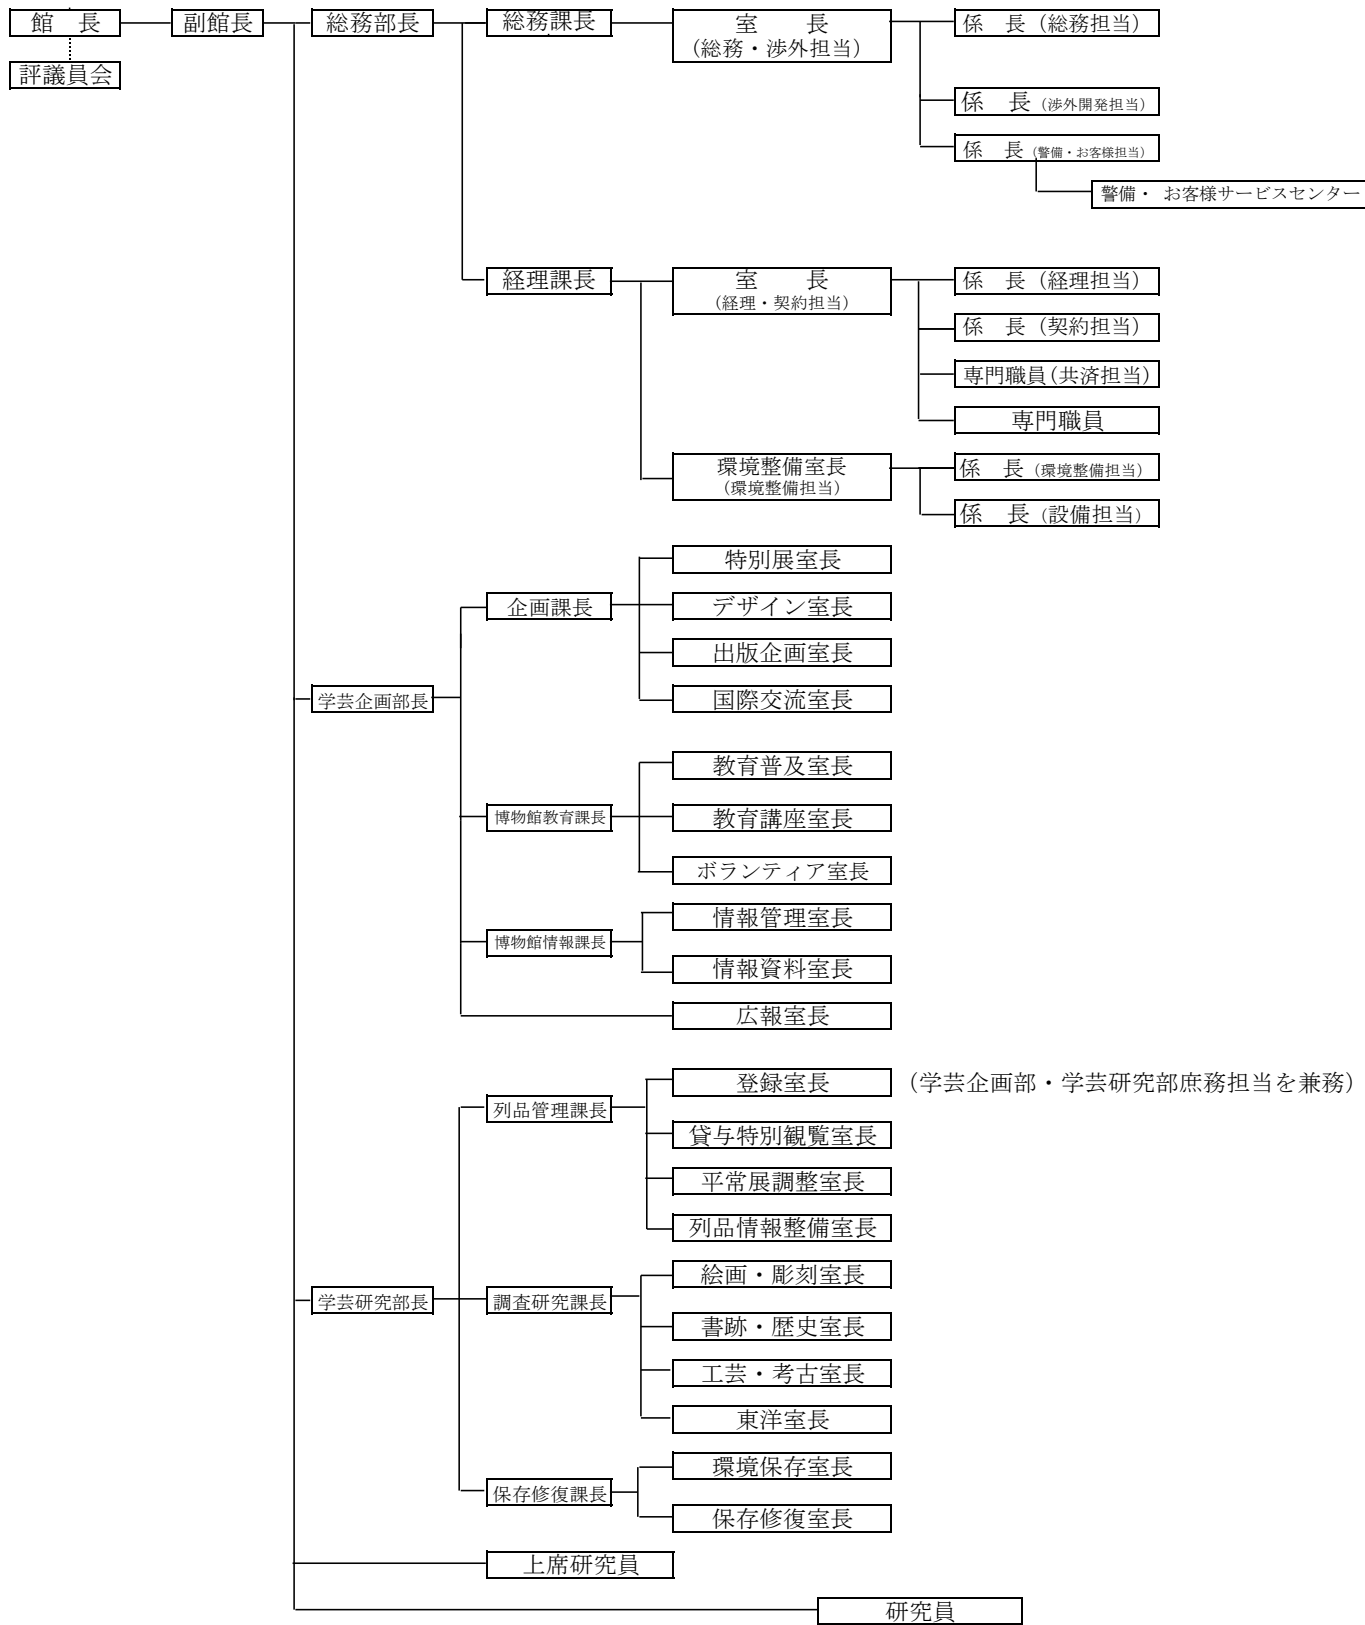 館　長
副館長
総務部長
総務課長
室　　長
（総務・渉外担当）
係　長（総務担当）
評議員会
係　長（渉外開発担当）
係　長（警備・お客様担当）
警備・ お客様サービスセンター
経理課長
室　　長
（経理・契約担当）
係　長（経理担当）
係　長（契約担当）
専門職員（共済担当）
専門職員
環境整備室長
（環境整備担当）
係　長（環境整備担当）
係　長（設備担当）
特別展室長
企画課長
デザイン室長
出版企画室長
学芸企画部長
国際交流室長
教育普及室長
博物館教育課長
教育講座室長
ボランティア室長
情報管理室長
博物館情報課長
情報資料室長
広報室長
登録室長
（学芸企画部・学芸研究部庶務担当を兼務）
列品管理課長
貸与特別観覧室長
平常展調整室長
列品情報整備室長
絵画・彫刻室長
学芸研究部長
調査研究課長
書跡・歴史室長
工芸・考古室長
東洋室長
環境保存室長
保存修復課長
保存修復室長
上席研究員
研究員